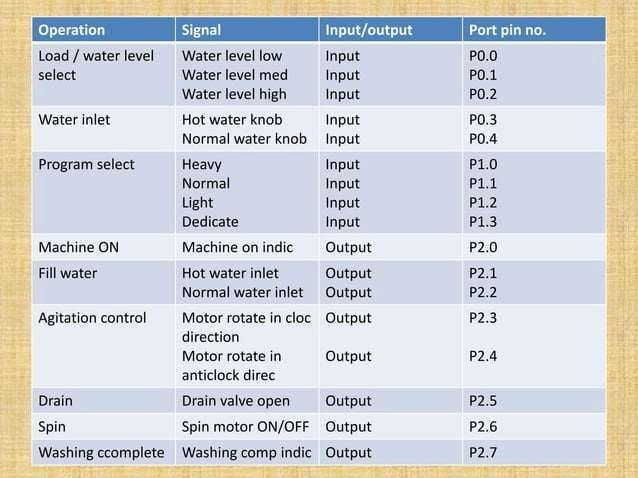 Operation Signal Input/output Port pin no.
Load / water level Water level low Input P0.0
select Water level med Input P0.1
Water level high Input P0.2
Water inlet Hot water knob Input P0.3
Normal water knob Input P0.4
Program select Heavy Input P1.0
Normal Input P1.1
Light Input P1.2
Dedicate Input P1.3
Machine ON Machine on indic Output P2.0
Fill water Hot water inlet Output P2.1
Normal water inlet Output P2.2
Agitation control Motor rotate in cloc Output P2.3
direction
Motor rotate in Output P2.4
anticlock direc
Drain Drain valve open Output P2.5
Spin Spin motor ON/OFF Output P2.6
Washing ccomplete Washing comp indic Output P2.7